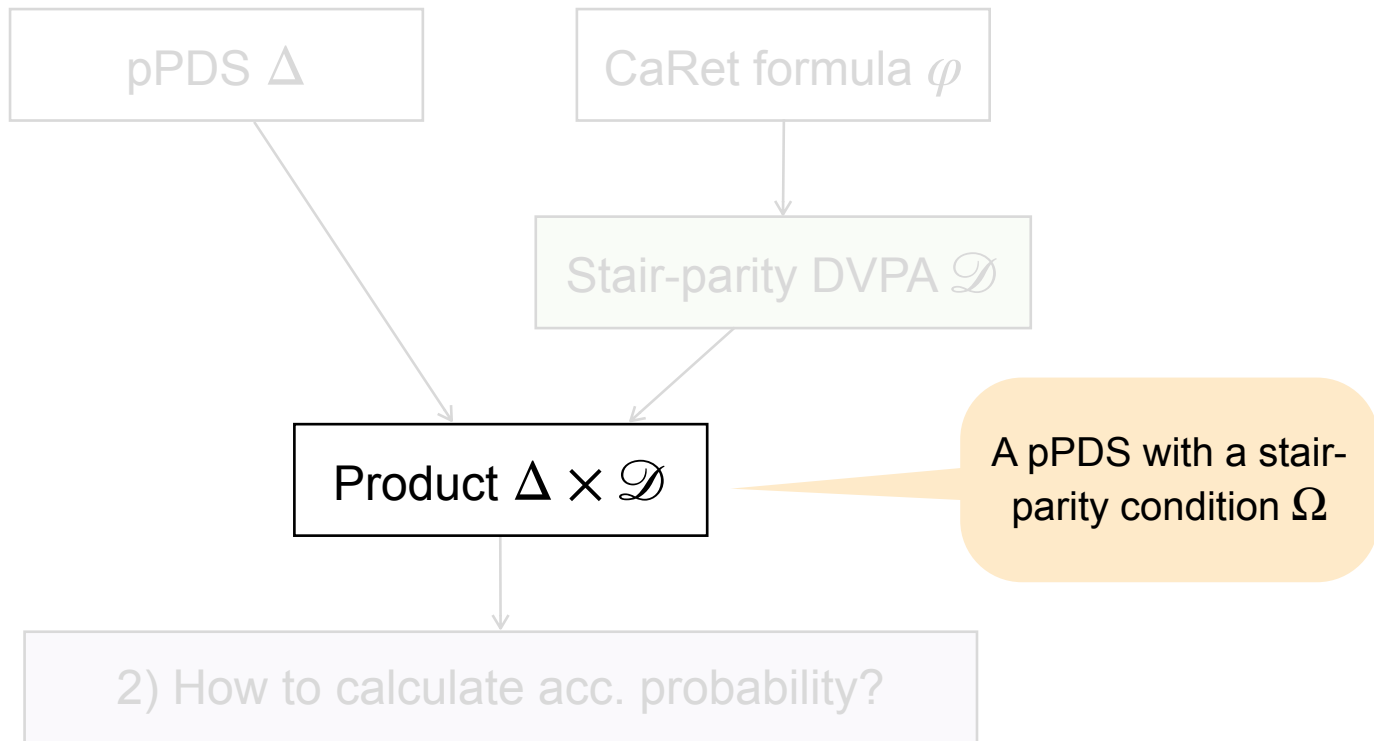 pPDS Δ
CaRet formula φ
Stair-parity DVPA 𝒟
Product Δ × 𝒟
A pPDS with a stair-
parity condition Ω
2) How to calculate acc. probability?